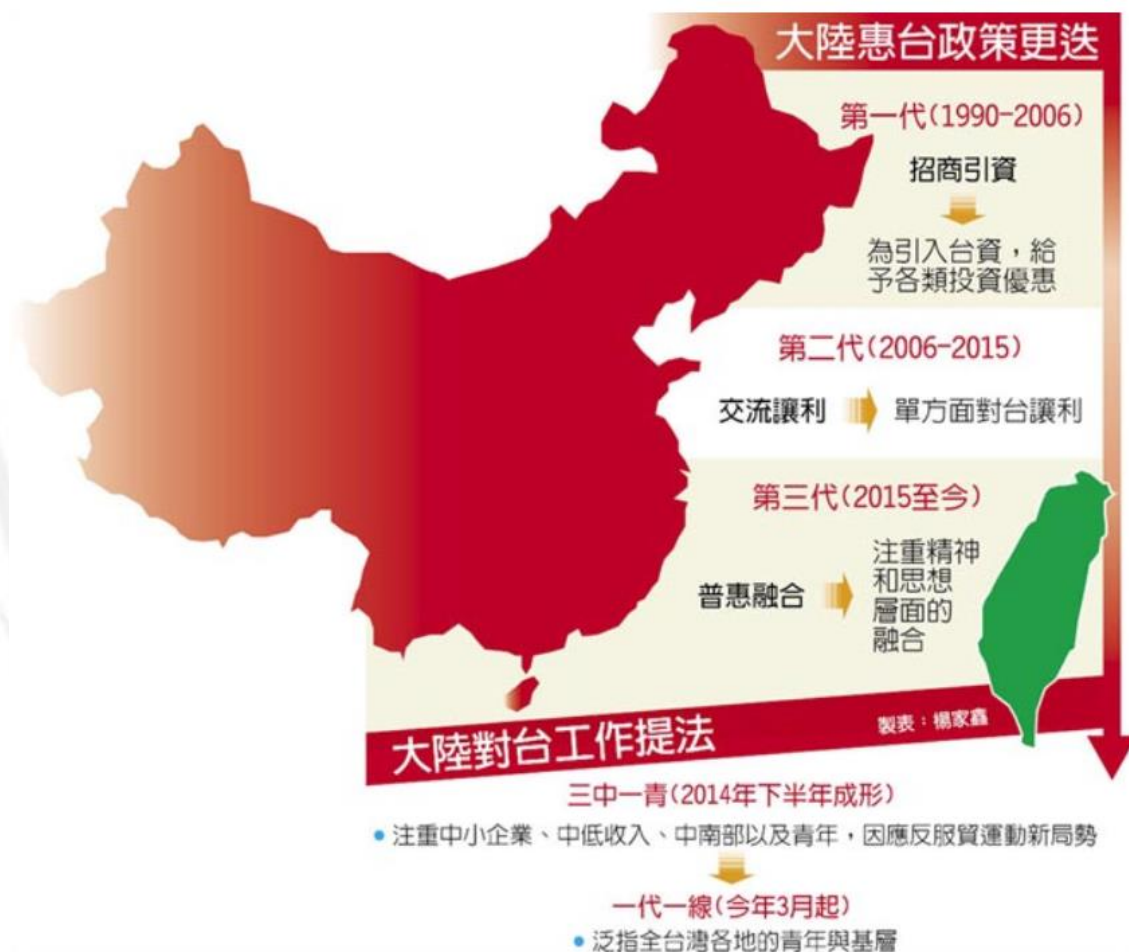 大陸惠台政策更迭
第一代(1990-2006)
招商引資
為引入台資，給
予各類投資優惠
第二代(2006-2015)
交流讓利
單方面對台讓利
第三代(2015至今)
普惠融合
注重精神
和思想
層面的
融合
製表：楊家鑫
大陸對台工作提法
三中一青(2014年下半年成形)
• 注重中小企業、中低收入、中南部以及青年，因應反服貿運動新局勢
一代一線(今年3月起)
• 泛指全台灣各地的青年與基層